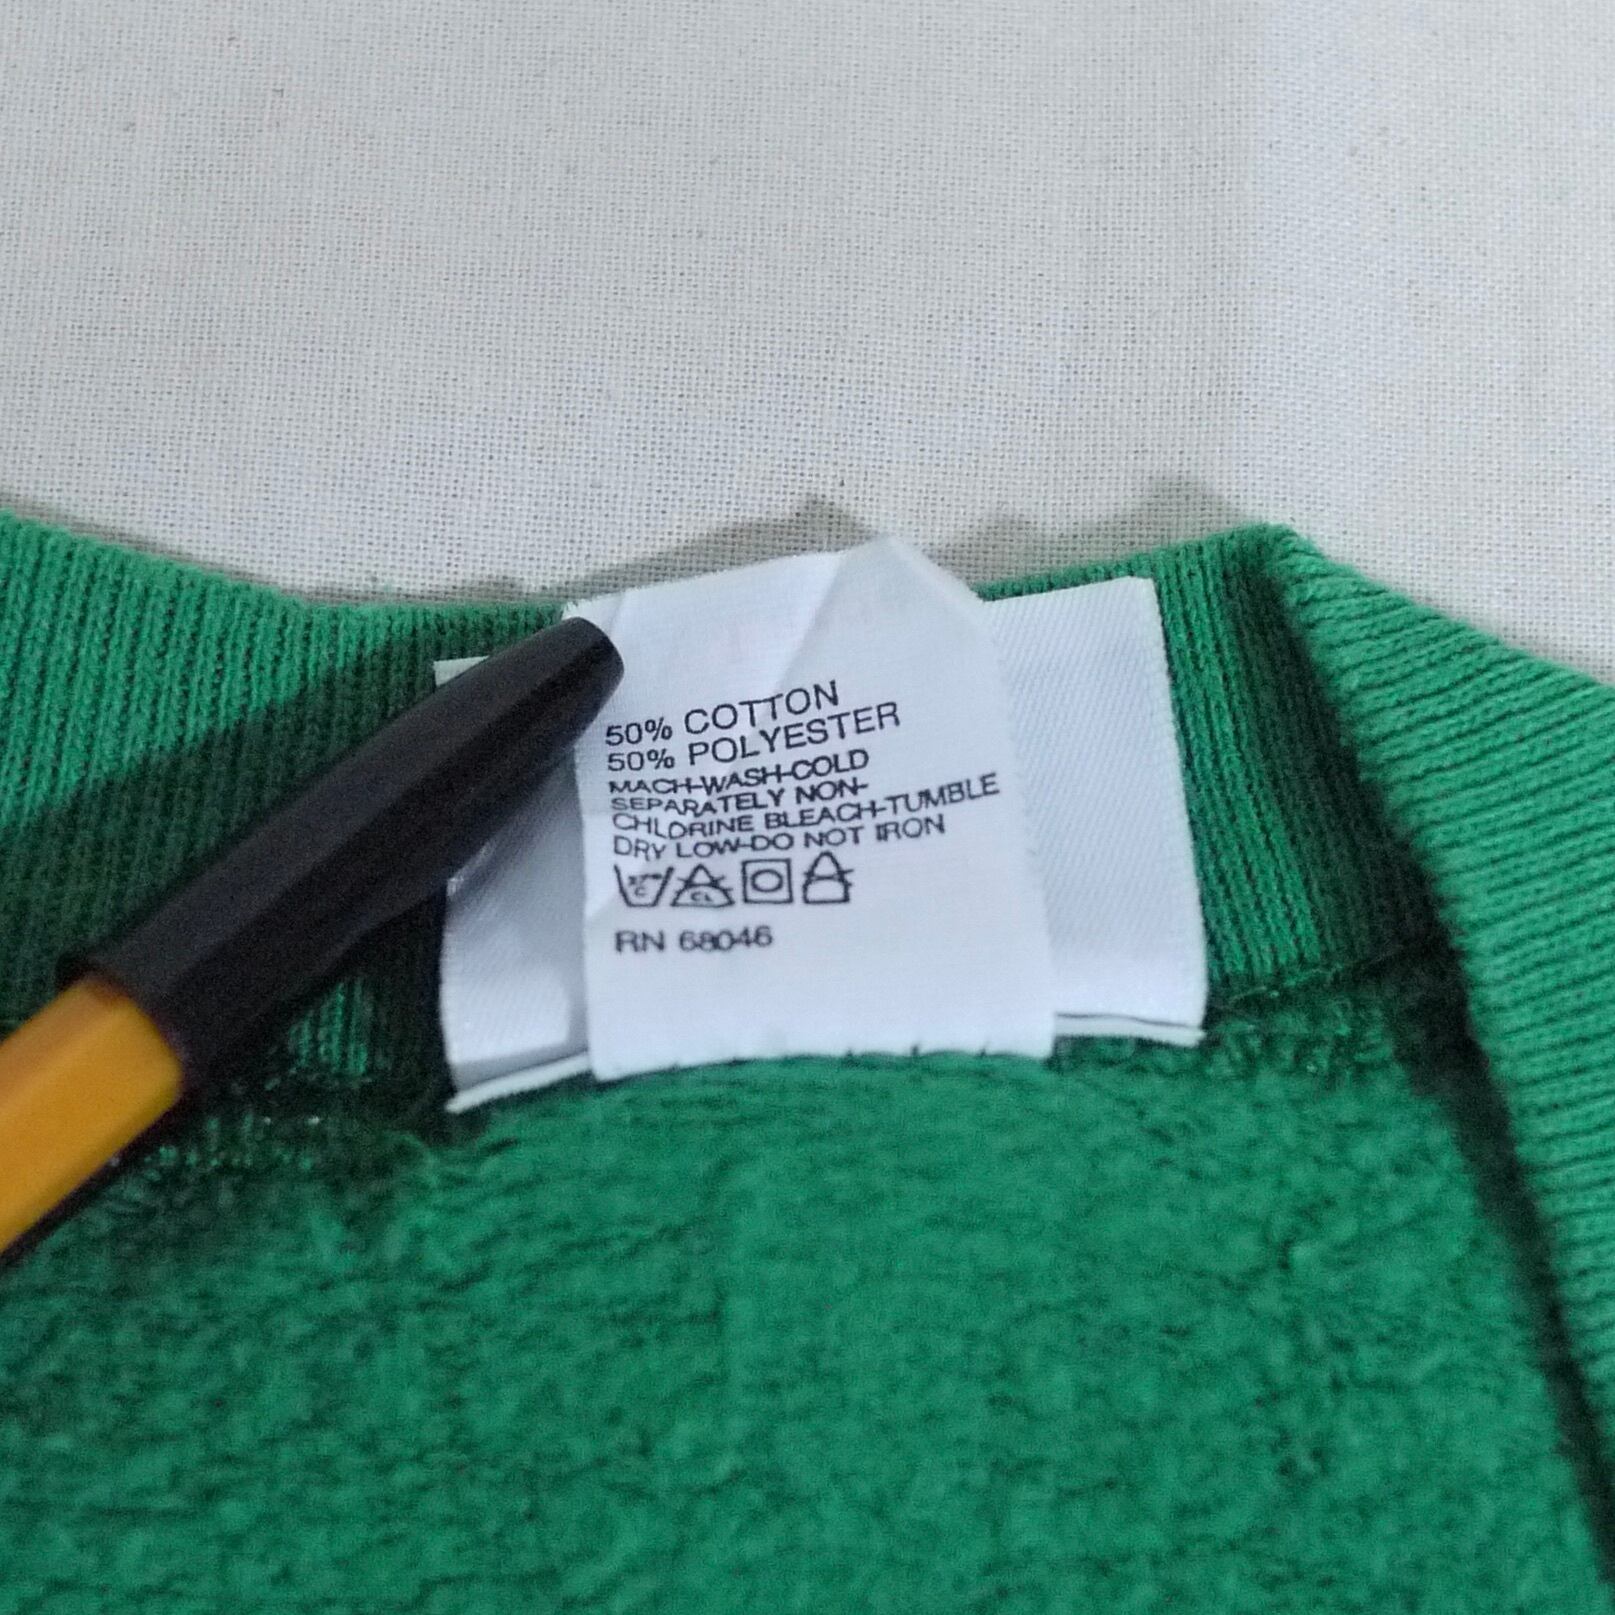 50% COTTON
50% POLYESTER
MACH-WASH-COLD
SEPARATELY NON-
CHLORINE BLEACH-TUMBLE
DRY LOW-DO NOT IRON
CL
RN 68046